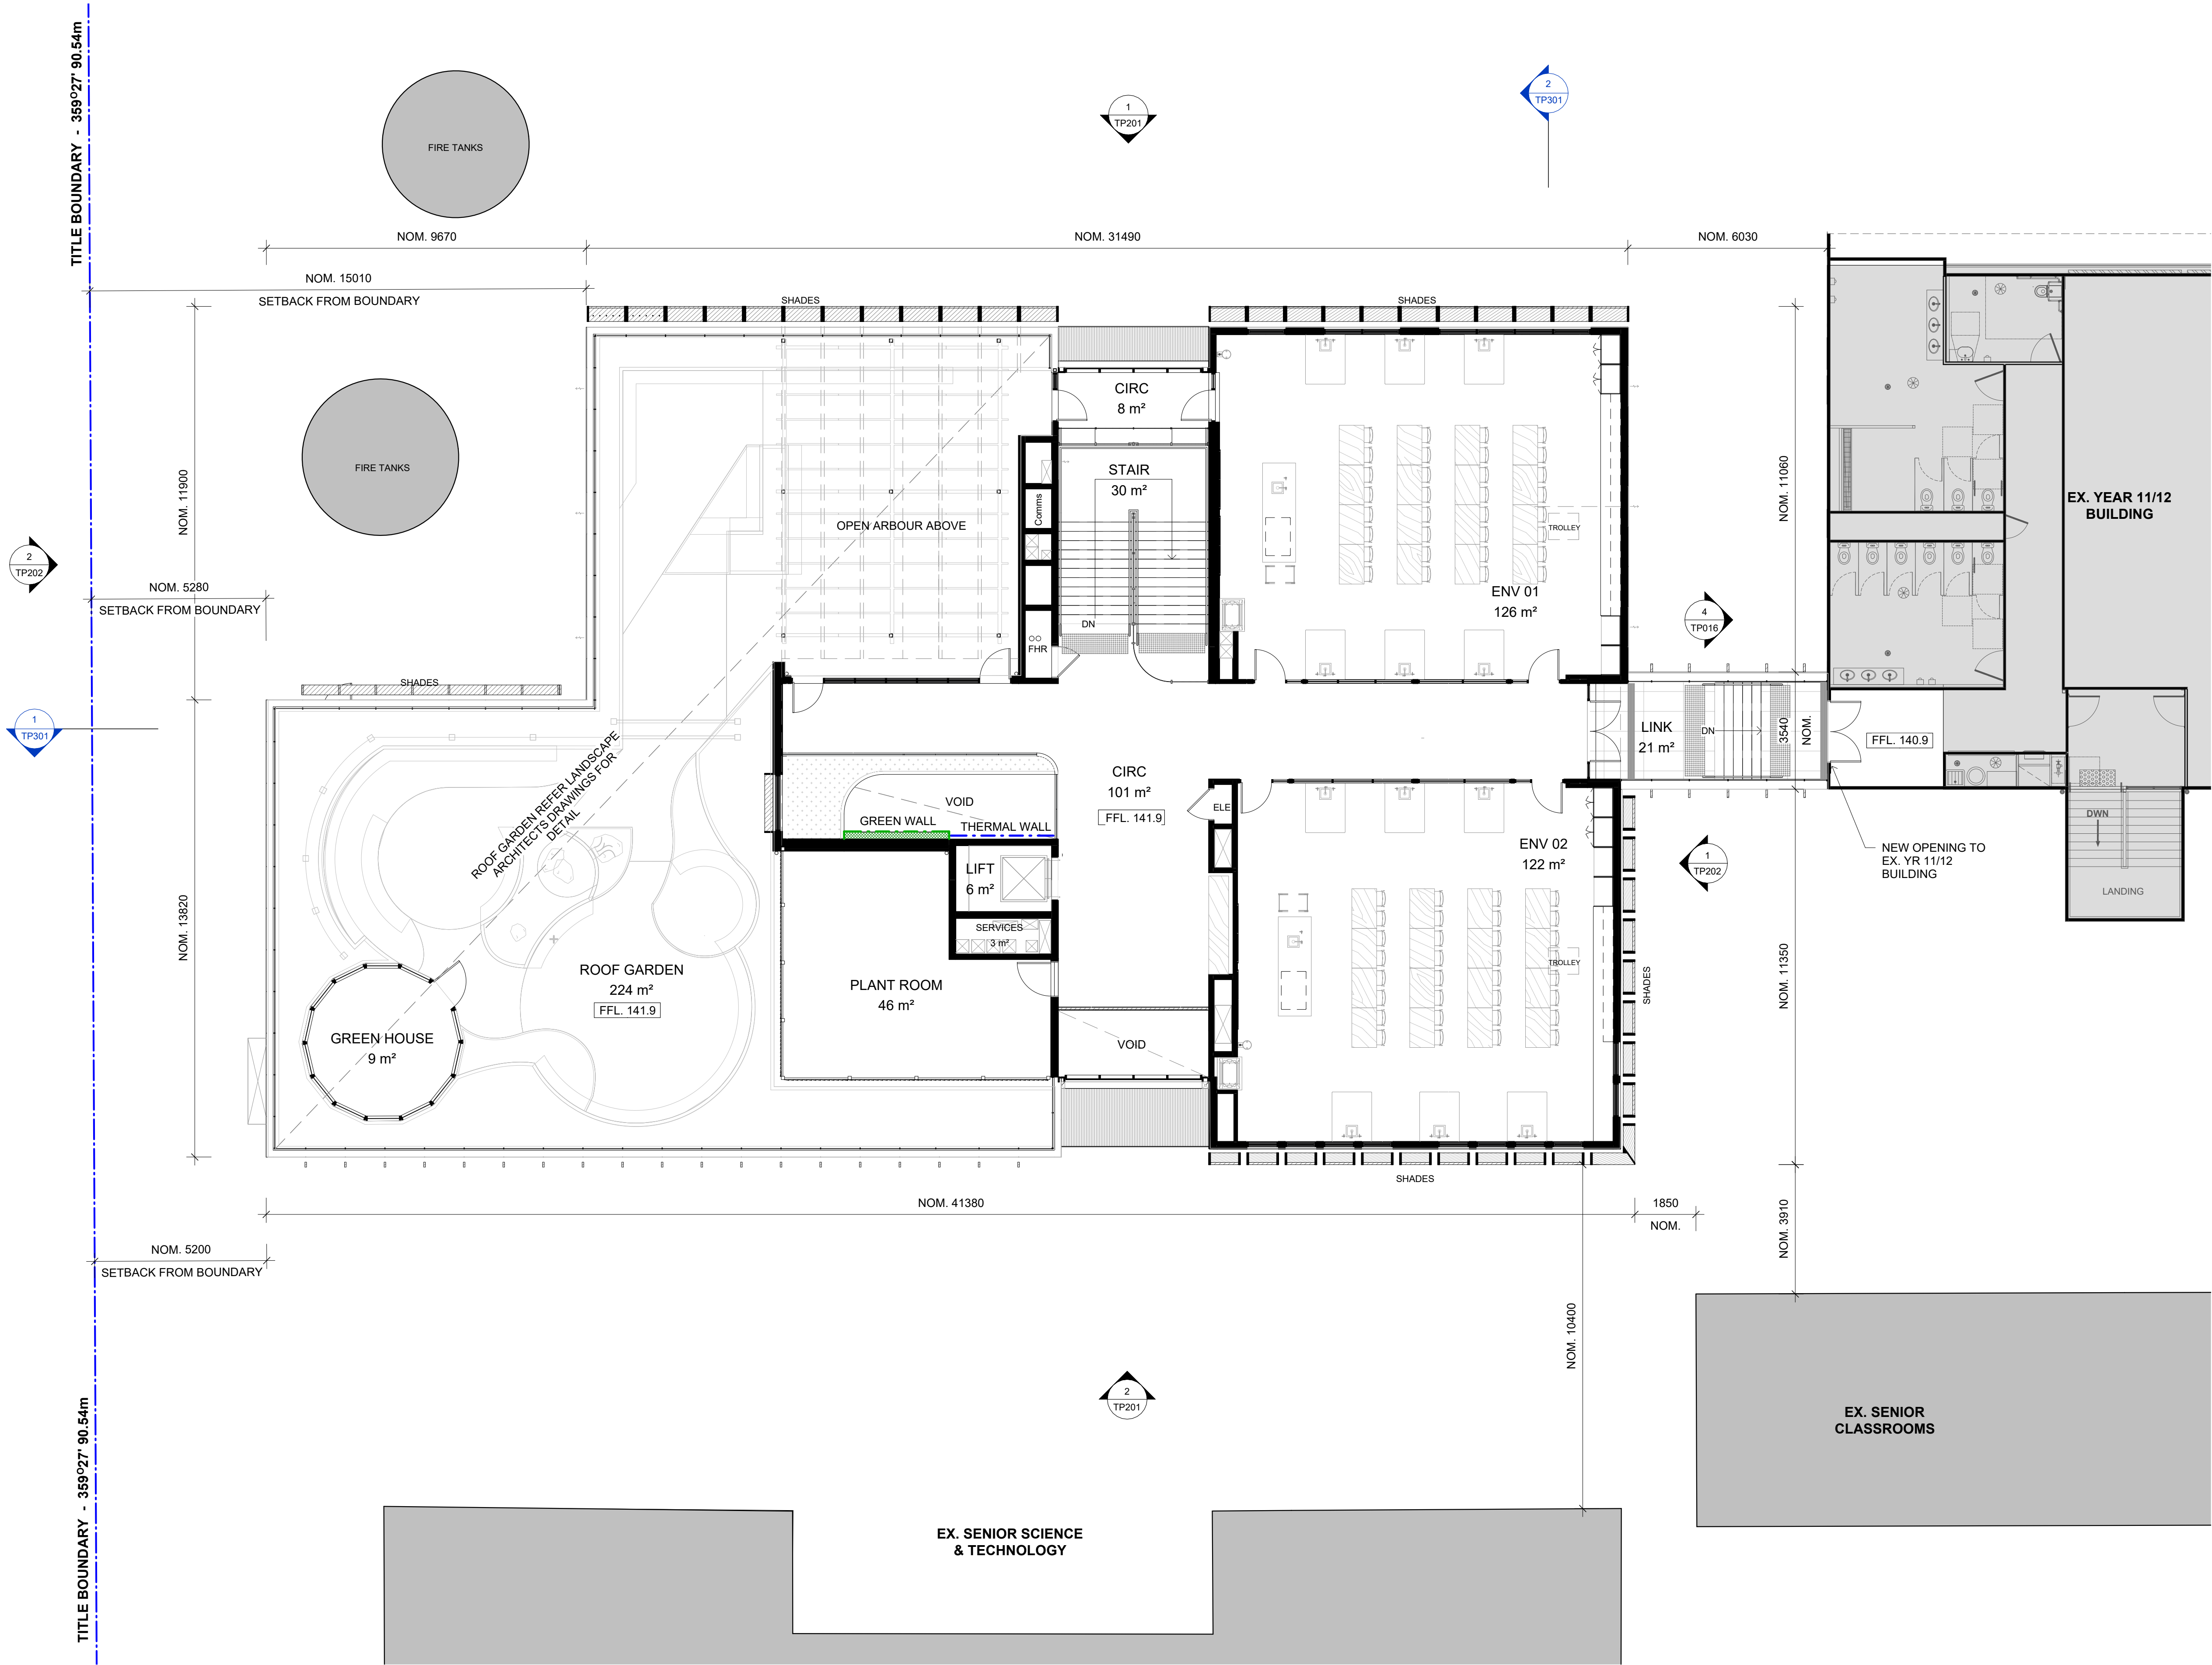 TITLE BOUNDARY - 359°27' 90.54m
FIRE TANKS
1
TP201
2
TP301
NOM. 9670
NOM. 31490
NOM. 6030
NOM. 15010
SETBACK FROM BOUNDARY
SHADES
SHADES
CIRC
8 m²
FIRE TANKS
NOM. 11900
STAIR
30 m²
Comms
OPEN ARBOUR ABOVE
TROLLEY
NOM. 11060
EX. YEAR 11/12
BUILDING
2
TP202
NOM. 5280
SETBACK FROM BOUNDARY
ENV 01
126 m²
DN
FHR
4
TP016
SHADES
1
TP301
LINK
21 m²
DN
3540
NOM.
FFL. 140.9
ROOF GARDEN REFER LANDSCAPE
ARCHITECTS DRAWINGS FOR
DETAIL
CIRC
101 m²
FFL. 141.9
VOID
GREEN WALL
THERMAL WALL
ELE
DWN
ENV 02
122 m²
1
TP202
NEW OPENING TO
EX. YR 11/12
BUILDING
LIFT
6 m²
LANDING
NOM. 13820
SERVICES
3 m²
ROOF GARDEN
224 m²
FFL. 141.9
PLANT ROOM
46 m²
TROLLEY
SHADES
NOM. 11350
GREEN HOUSE
9 m²
VOID
SHADES
NOM. 41380
1850
NOM.
NOM. 3910
NOM. 5200
SETBACK FROM BOUNDARY
NOM. 10400
2
TP201
EX. SENIOR
CLASSROOMS
TITLE BOUNDARY - 359°27' 90.54m
EX. SENIOR SCIENCE
& TECHNOLOGY